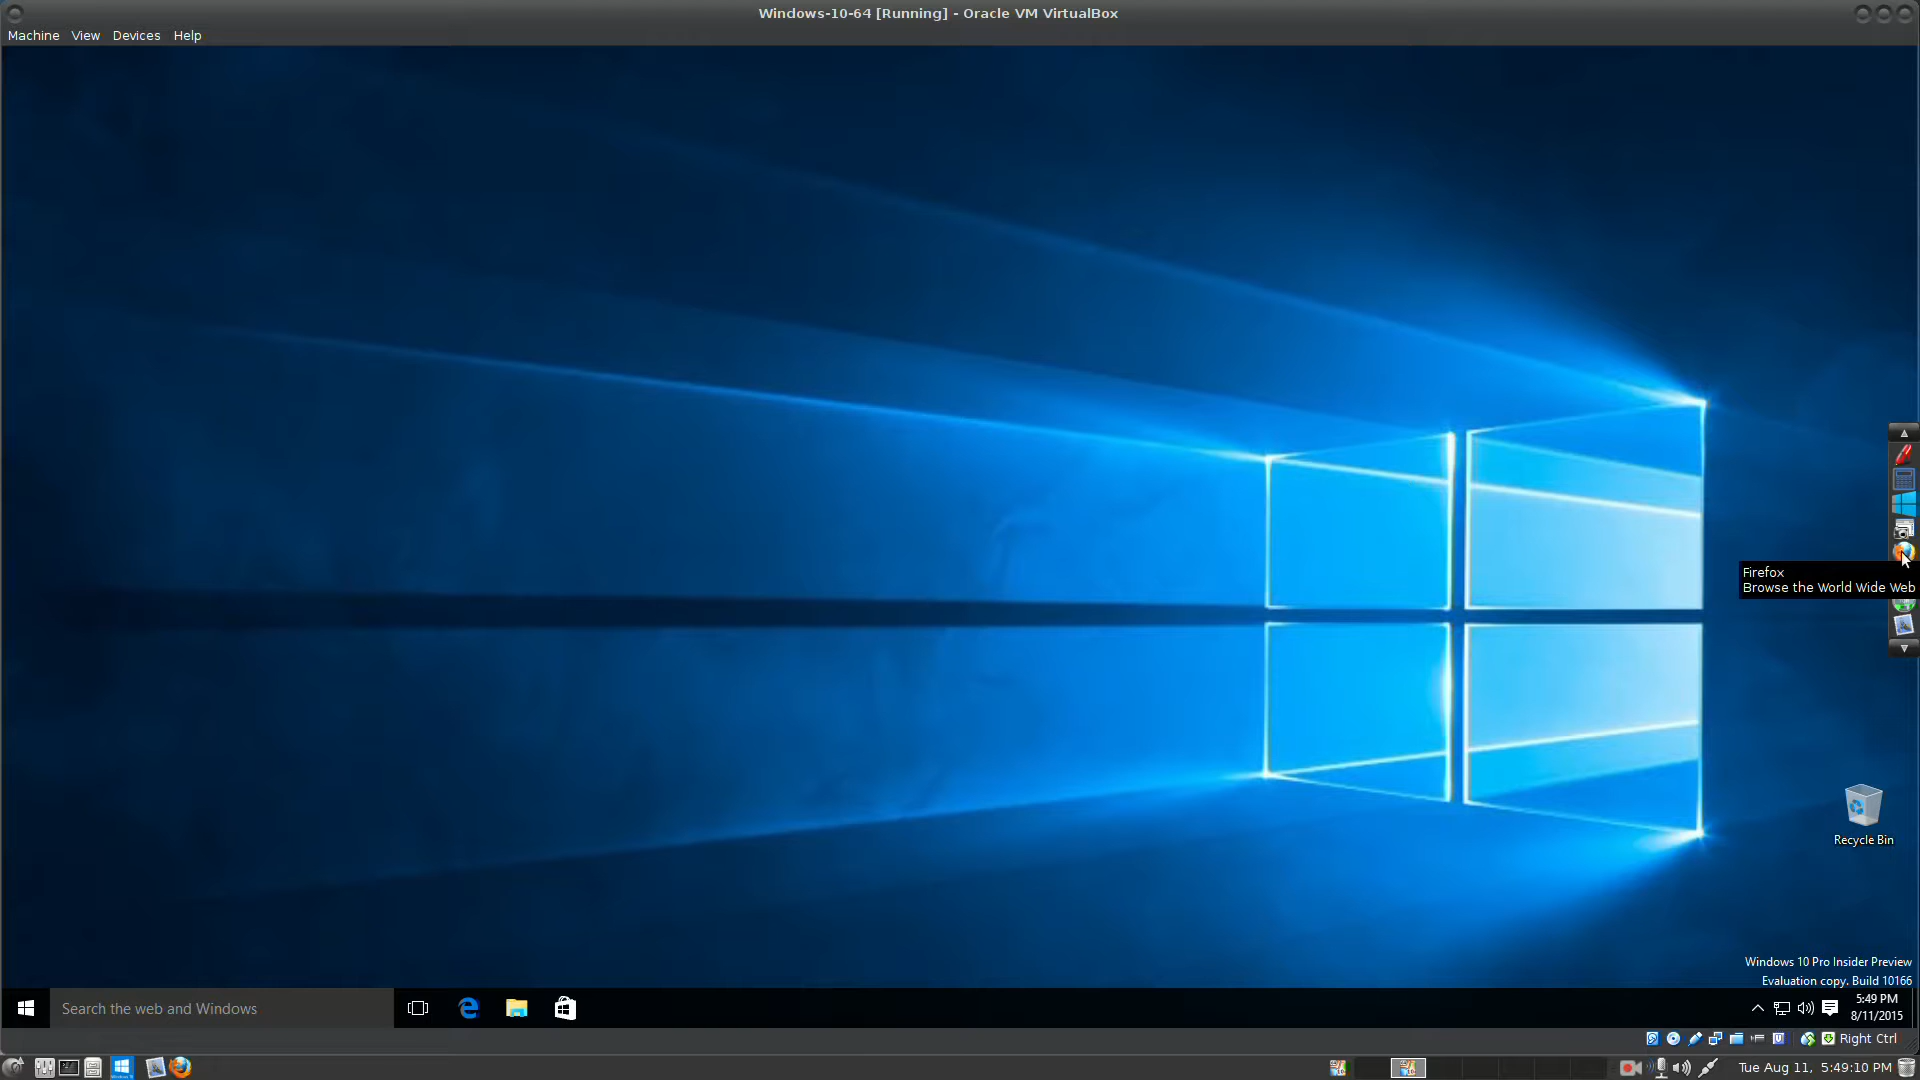 Windows-10-64 [Running] - Oracle VM VirtualBox
Machine View Devices Help
Firefox
Browse the World Wide Web
Recycle Bin
Windows 10 Pro Insider Preview
Evaluation copy. Build 10166
Search the web and Windows
5:49 PM
8/11/2015
Right Ctrl
Tue Aug 11, 5:49:10 PM